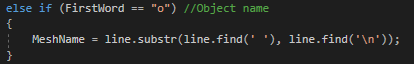 else if (FirstWord == "o") //Object name
{
MeshName = line.substr(line.find(' '), line.find('\n'));
}